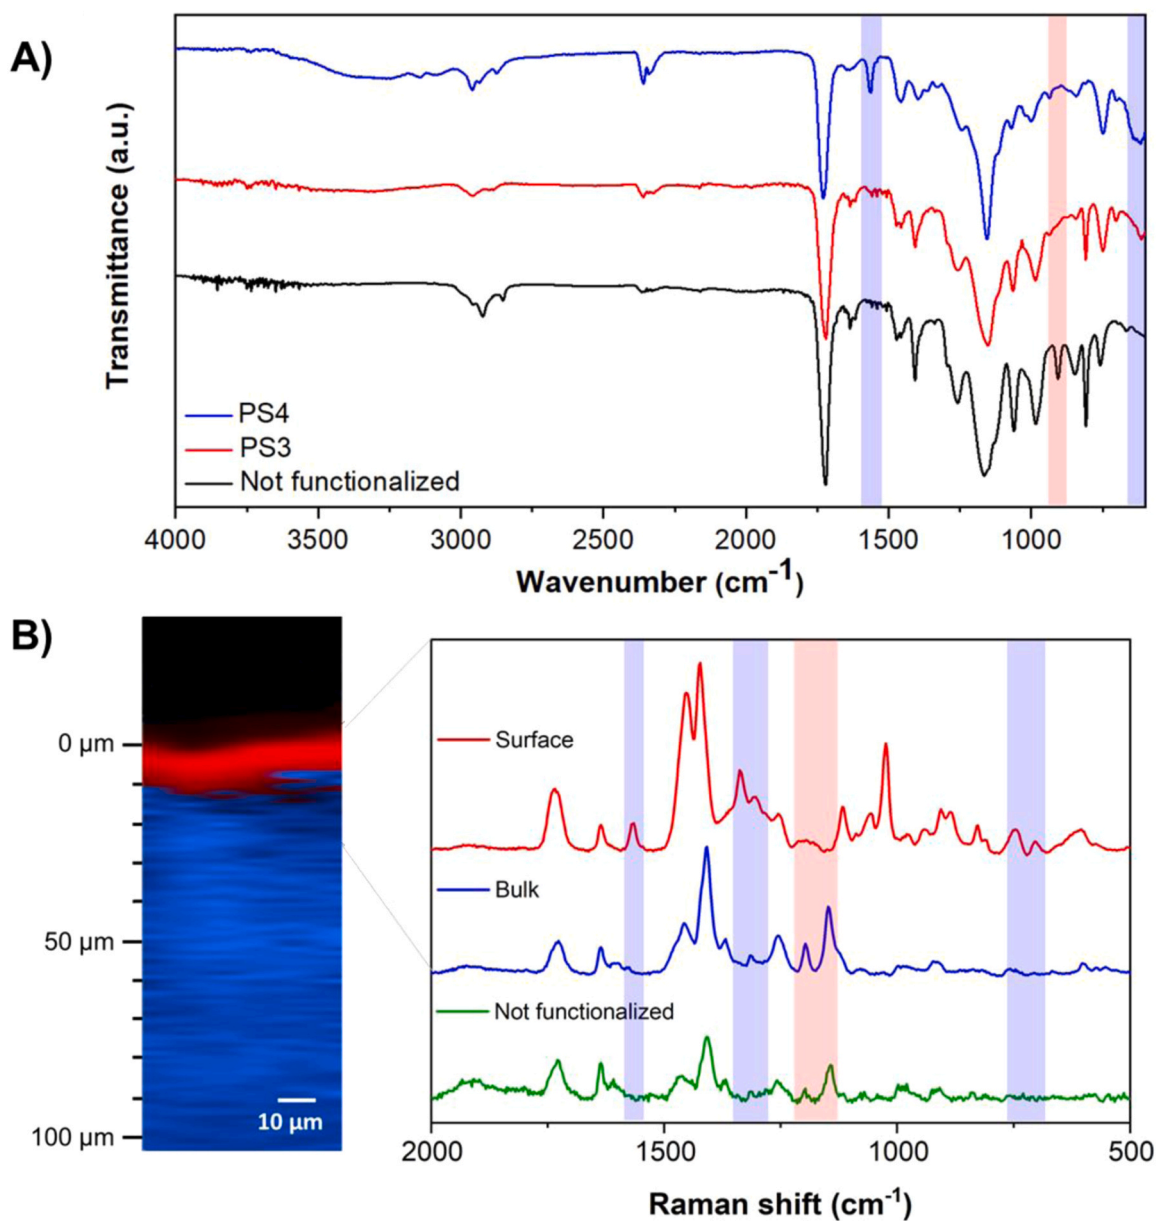 A)
Transmittance (a.u.)
PS4
PS3
Not functionalized
4000 3500 3000 2500 2000 1500 1000
Wavenumber (cm⁻¹)
B)
0 µm
50 µm
100 µm
10 µm
Surface
Bulk
Not functionalized
2000 1500 1000 500
Raman shift (cm⁻¹)